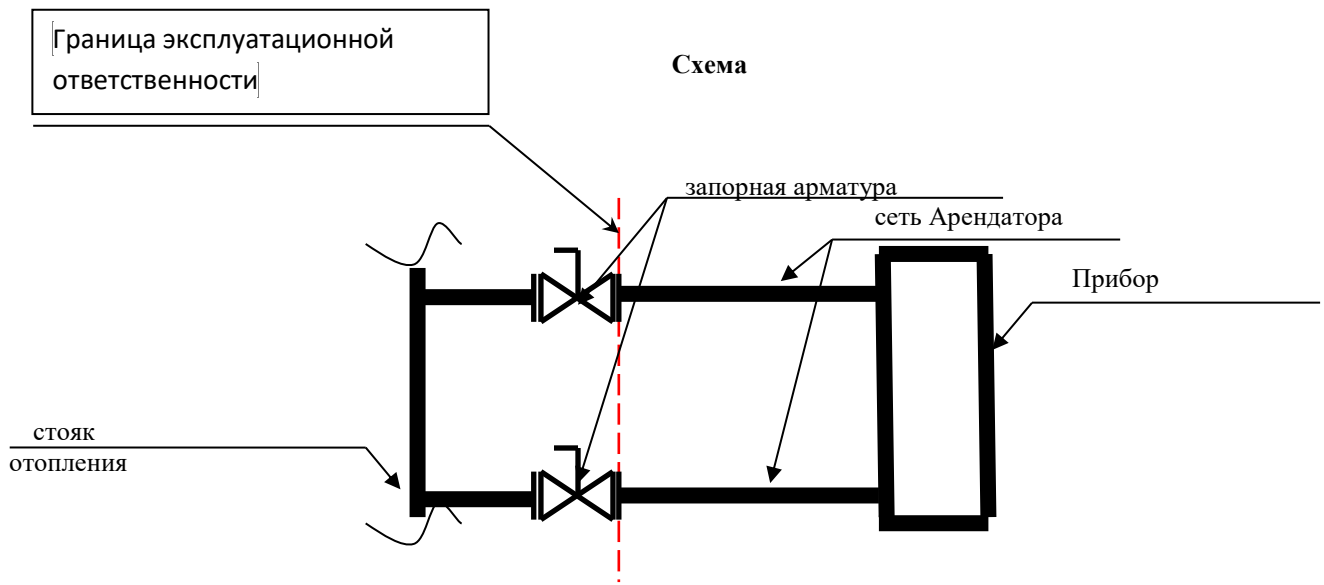 Граница эксплуатационной
ответственности
Схема
запорная арматура
сеть Арендатора
Прибор
стояк
отопления